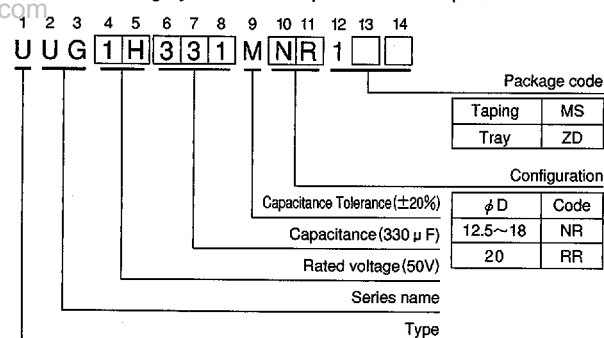 com
1 2 3 4 5 6 7 8 9 10 11 12 13 14
U U G 1 H 3 3 1 M N R 1 □ □
Package code
Taping MS
Tray ZD
Configuration
φD Code
12.5~18 NR
20 RR
Capacitance Tolerance (±20%)
Capacitance (330 μF)
Rated voltage (50V)
Series name
Type